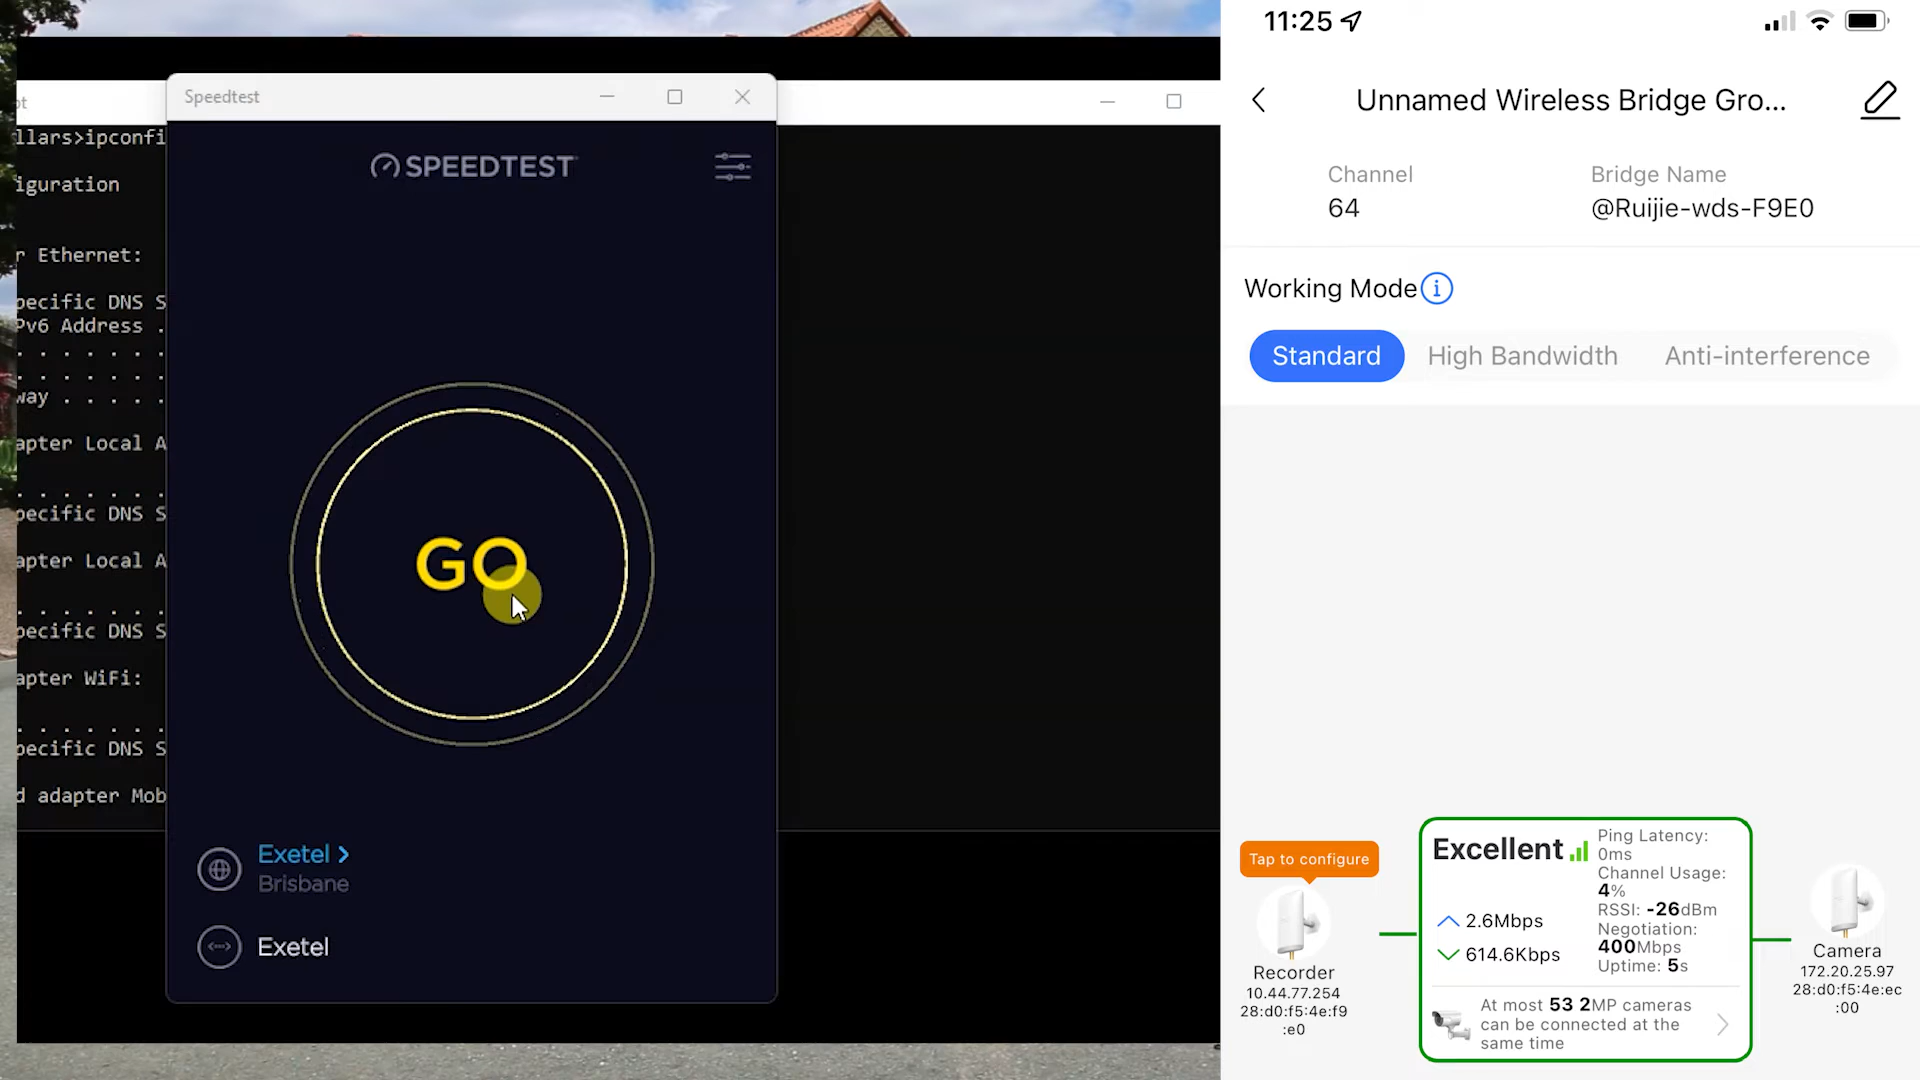 ot
llars>ipconfi
iguration
r Ethernet:
pecific DNS S
Pv6 Address .
. . . . . . .
. . . . . . .
way . . . . .
apter Local A
. . . . . . .
pecific DNS S
apter Local A
. . . . . . .
pecific DNS S
apter WiFi:
. . . . . . .
pecific DNS S
d adapter Mob
Speedtest
SPEEDTEST
GO
Exetel
Brisbane
Exetel
11:25
Unnamed Wireless Bridge Gro...
Channel
64
Bridge Name
@Ruijie-wds-F9E0
Working Mode
Standard
High Bandwidth
Anti-interference
Tap to configure
Recorder
10.44.77.254
28:d0:f5:4e:f9
:e0
Excellent
2.6Mbps
614.6Kbps
Ping Latency:
0ms
Channel Usage:
4%
RSSI: -26dBm
Negotiation:
400Mbps
Uptime: 5s
At most 53 2MP cameras
can be connected at the
same time
Camera
172.20.25.97
28:d0:f5:4e:ec
:00